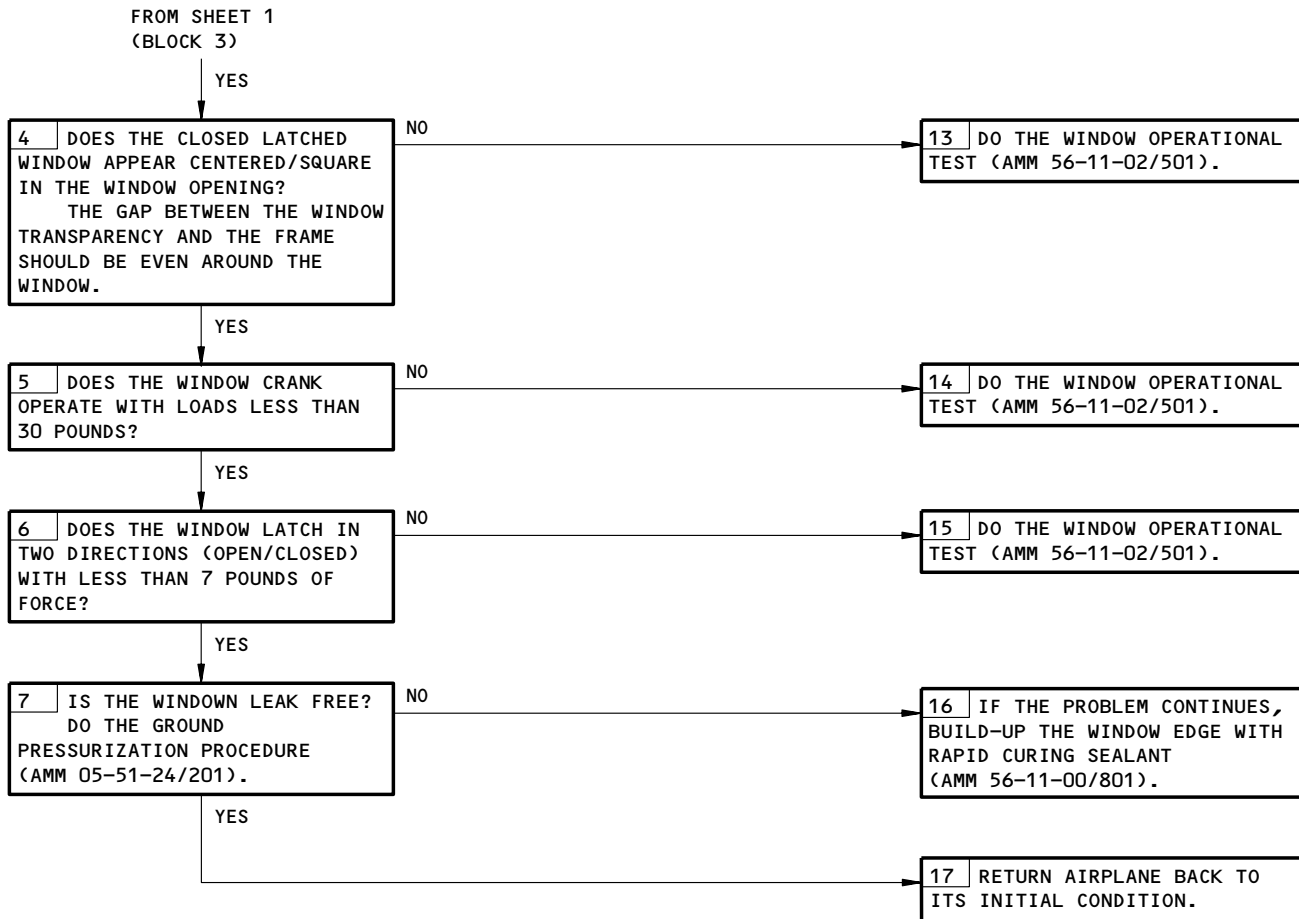 FROM SHEET 1
(BLOCK 3)
YES
4 DOES THE CLOSED LATCHED
WINDOW APPEAR CENTERED/SQUARE
IN THE WINDOW OPENING?
THE GAP BETWEEN THE WINDOW
TRANSPARENCY AND THE FRAME
SHOULD BE EVEN AROUND THE
WINDOW.
NO
13 DO THE WINDOW OPERATIONAL
TEST (AMM 56-11-02/501).
YES
5 DOES THE WINDOW CRANK
OPERATE WITH LOADS LESS THAN
30 POUNDS?
NO
14 DO THE WINDOW OPERATIONAL
TEST (AMM 56-11-02/501).
YES
6 DOES THE WINDOW LATCH IN
TWO DIRECTIONS (OPEN/CLOSED)
WITH LESS THAN 7 POUNDS OF
FORCE?
NO
15 DO THE WINDOW OPERATIONAL
TEST (AMM 56-11-02/501).
YES
7 IS THE WINDOWN LEAK FREE?
DO THE GROUND
PRESSURIZATION PROCEDURE
(AMM 05-51-24/201).
NO
16 IF THE PROBLEM CONTINUES,
BUILD-UP THE WINDOW EDGE WITH
RAPID CURING SEALANT
(AMM 56-11-00/801).
YES
17 RETURN AIRPLANE BACK TO
ITS INITIAL CONDITION.